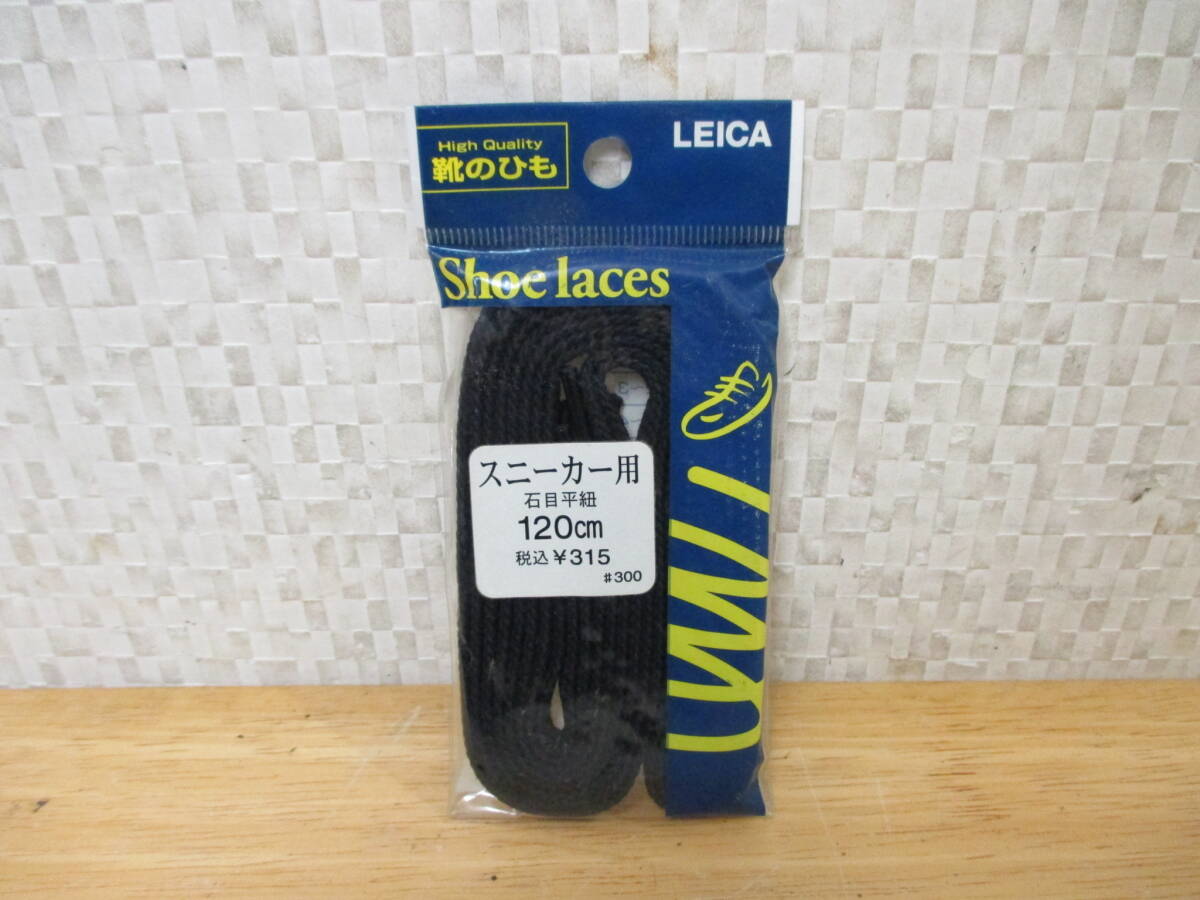 High Quality
靴のひも
LEICA
Shoe laces
スニーカー用
石目平紐
120cm
税込¥315
#300